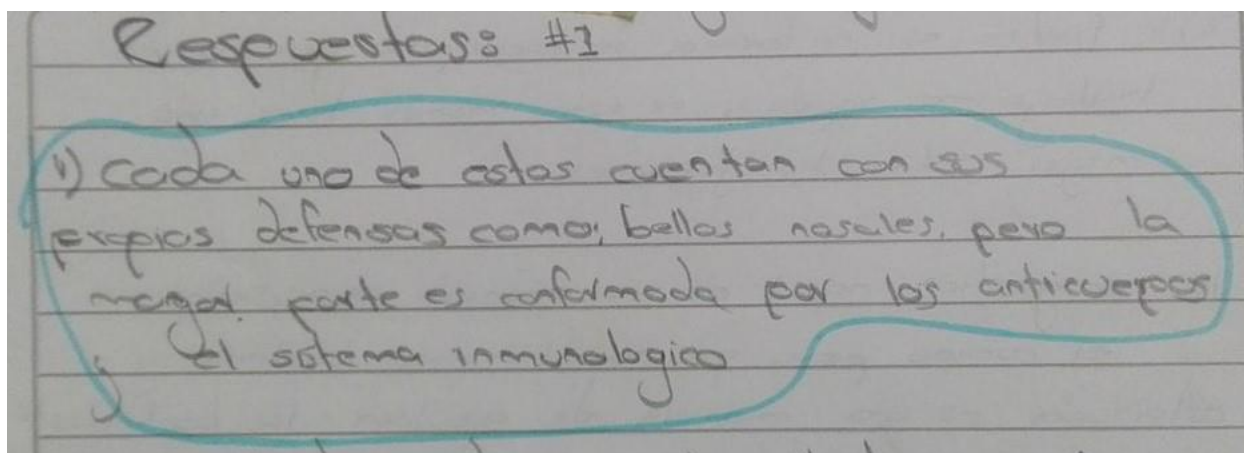 Respuestas: #1
1) Cada uno de estos cuentan con sus
propios defensas como; bellos nasales, pero la
mayor parte es conformada por los anticuerpos
y el sistema inmunologico